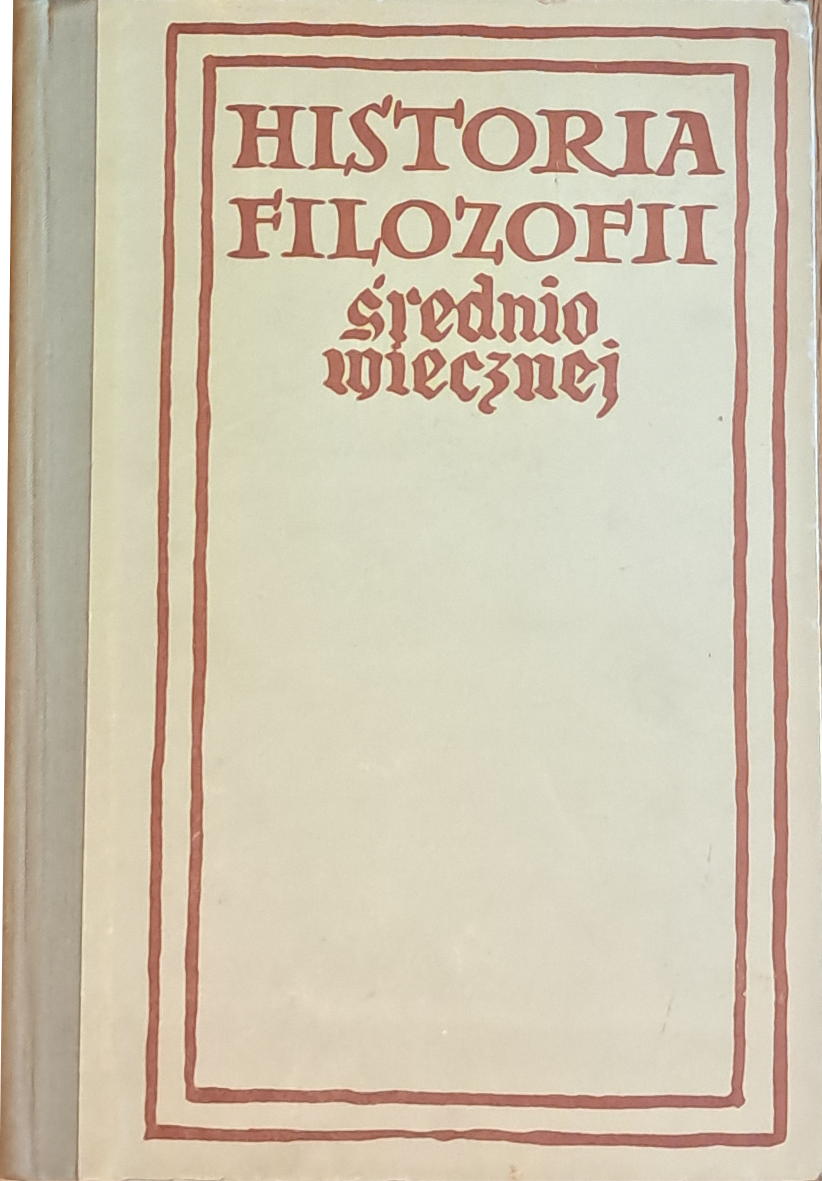 HISTORIA
FILOZOFII
średnio
wiecznej